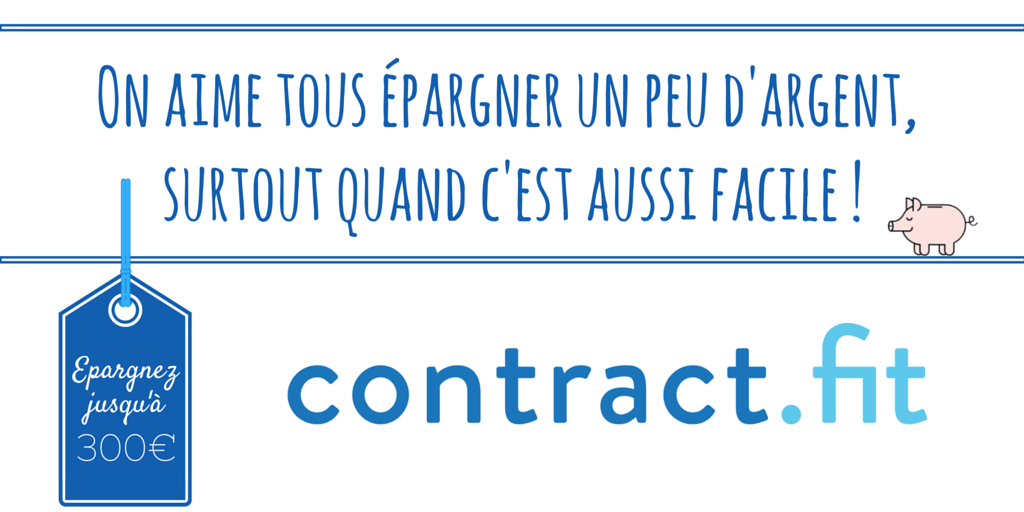 On aime tous épargner un peu d'argent,
surtout quand c'est aussi facile !
Epargnez
jusqu'à
300€
contract.fit